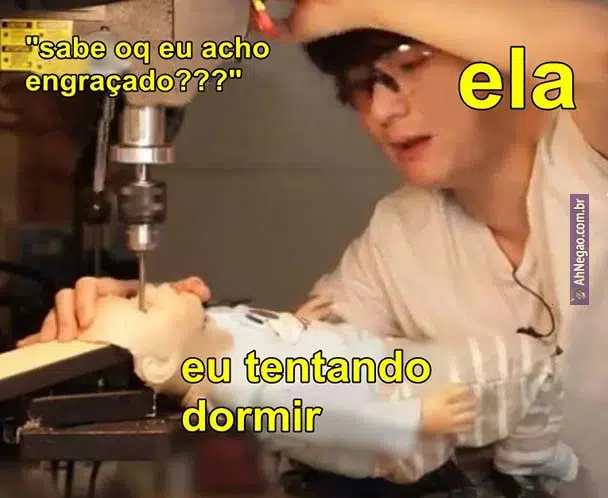 "sabe oq eu acho
engraçado???"
ela
eu tentando
dormir
AhNegao.com.br